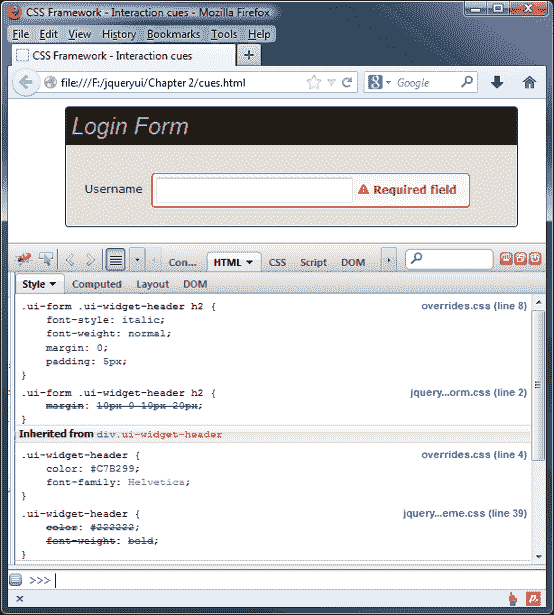 CSS Framework - Interaction cues - Mozilla Firefox
File Edit View History Bookmarks Tools Help
CSS Framework - Interaction cues
file:///F:/jqueryui/Chapter 2/cues.html
Google
Login Form
Username
Required field
Con... HTML CSS Script DOM
Style Computed Layout DOM
.ui-form .ui-widget-header h2 { overrides.css (line 8)
font-style: italic;
font-weight: normal;
margin: 0;
padding: 5px;
}
.ui-form .ui-widget-header h2 { jquery...orm.css (line 2)
margin: 10px 0 10px 20px;
}
Inherited from div.ui-widget-header
.ui-widget-header { overrides.css (line 4)
color: #C7B299;
font-family: Helvetica;
}
.ui-widget-header { jquery...eme.css (line 39)
color: #222222;
font-weight: bold;
}
>>>